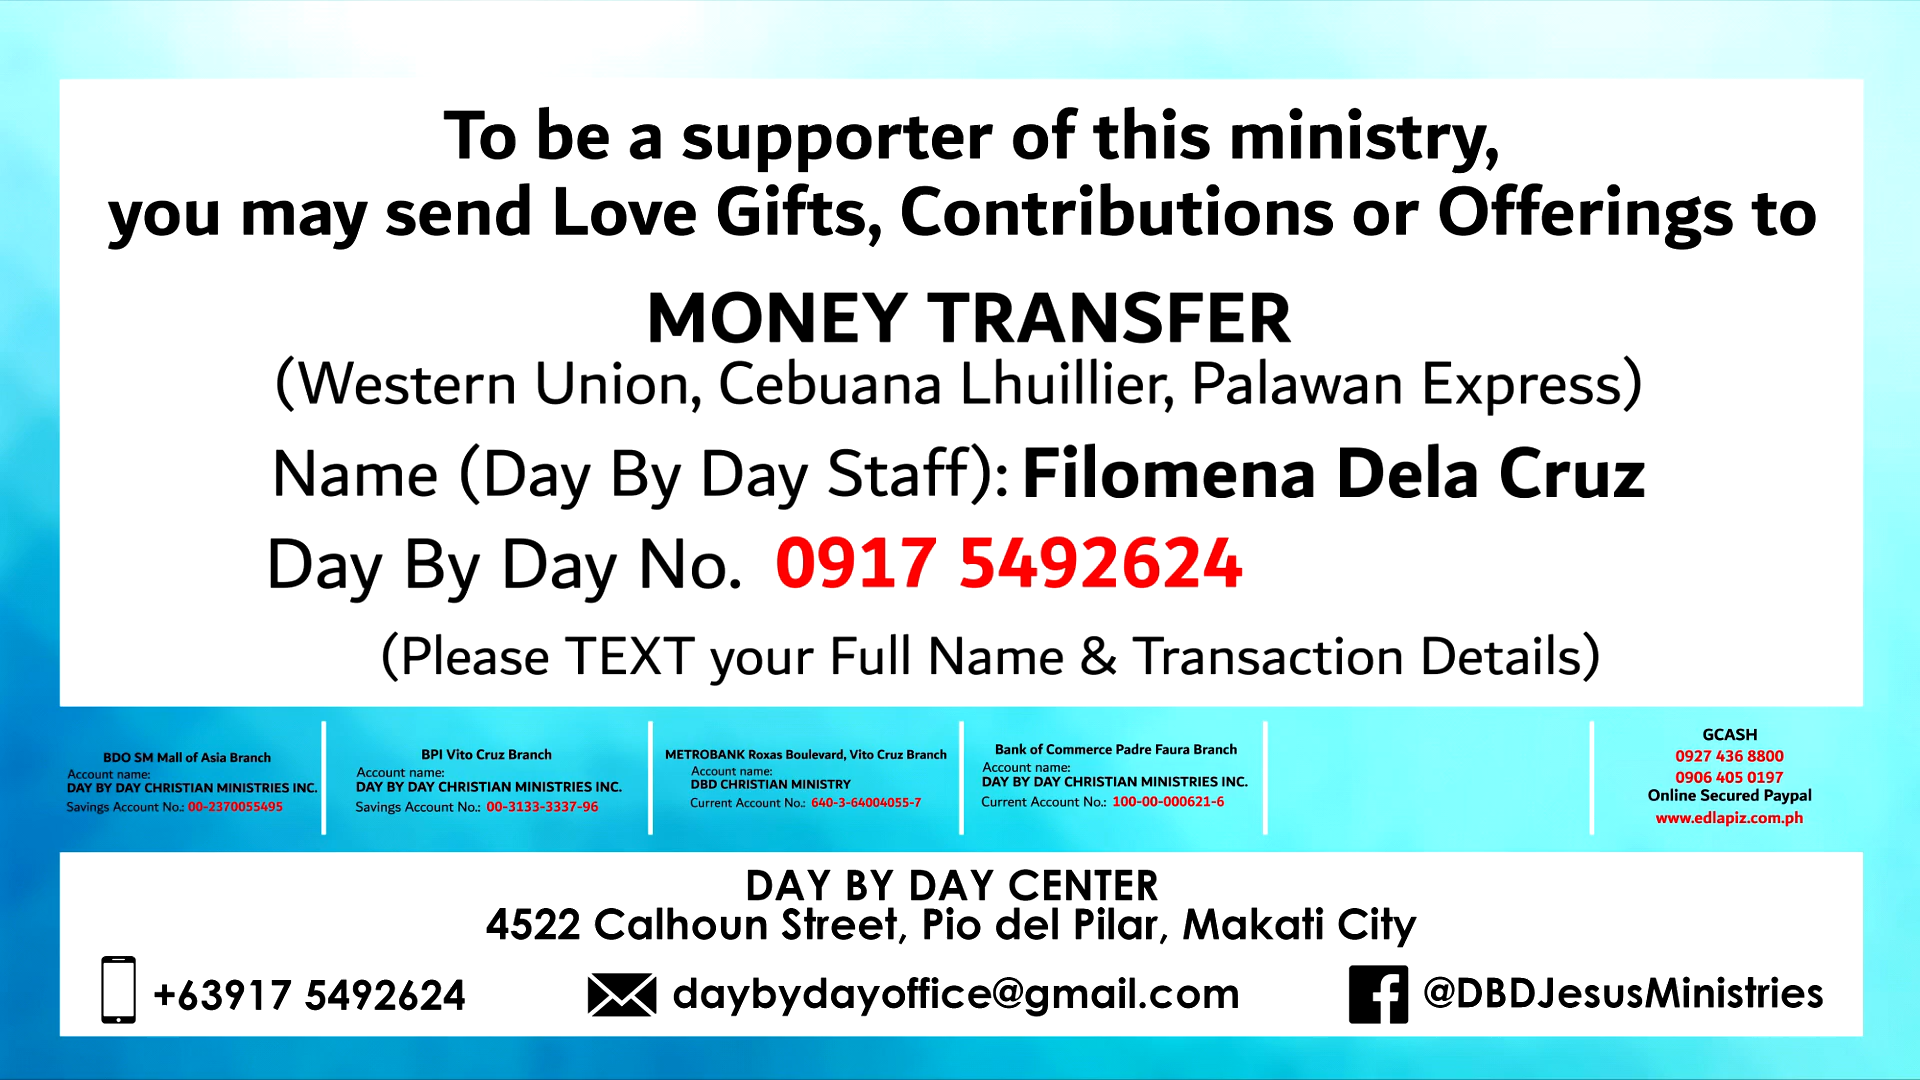 To be a supporter of this ministry,
you may send Love Gifts, Contributions or Offerings to
MONEY TRANSFER
(Western Union, Cebuana Lhuillier, Palawan Express)
Name (Day By Day Staff): Filomena Dela Cruz
Day By Day No. 0917 5492624
(Please TEXT your Full Name & Transaction Details)
BDO SM Mall of Asia Branch
Account name:
DAY BY DAY CHRISTIAN MINISTRIES INC.
Savings Account No.: 00-2370055495
BPI Vito Cruz Branch
Account name:
DAY BY DAY CHRISTIAN MINISTRIES INC.
Savings Account No.: 00-3133-3337-96
METROBANK Roxas Boulevard, Vito Cruz Branch
Account name:
DBD CHRISTIAN MINISTRY
Current Account No.: 640-3-64004055-7
Bank of Commerce Padre Faura Branch
Account name:
DAY BY DAY CHRISTIAN MINISTRIES INC.
Current Account No.: 100-00-000621-6
GCASH
0927 436 8800
0906 405 0197
Online Secured Paypal
www.edlapiz.com.ph
DAY BY DAY CENTER
4522 Calhoun Street, Pio del Pilar, Makati City
+63917 5492624
daybydayoffice@gmail.com
@DBDJesusMinistries